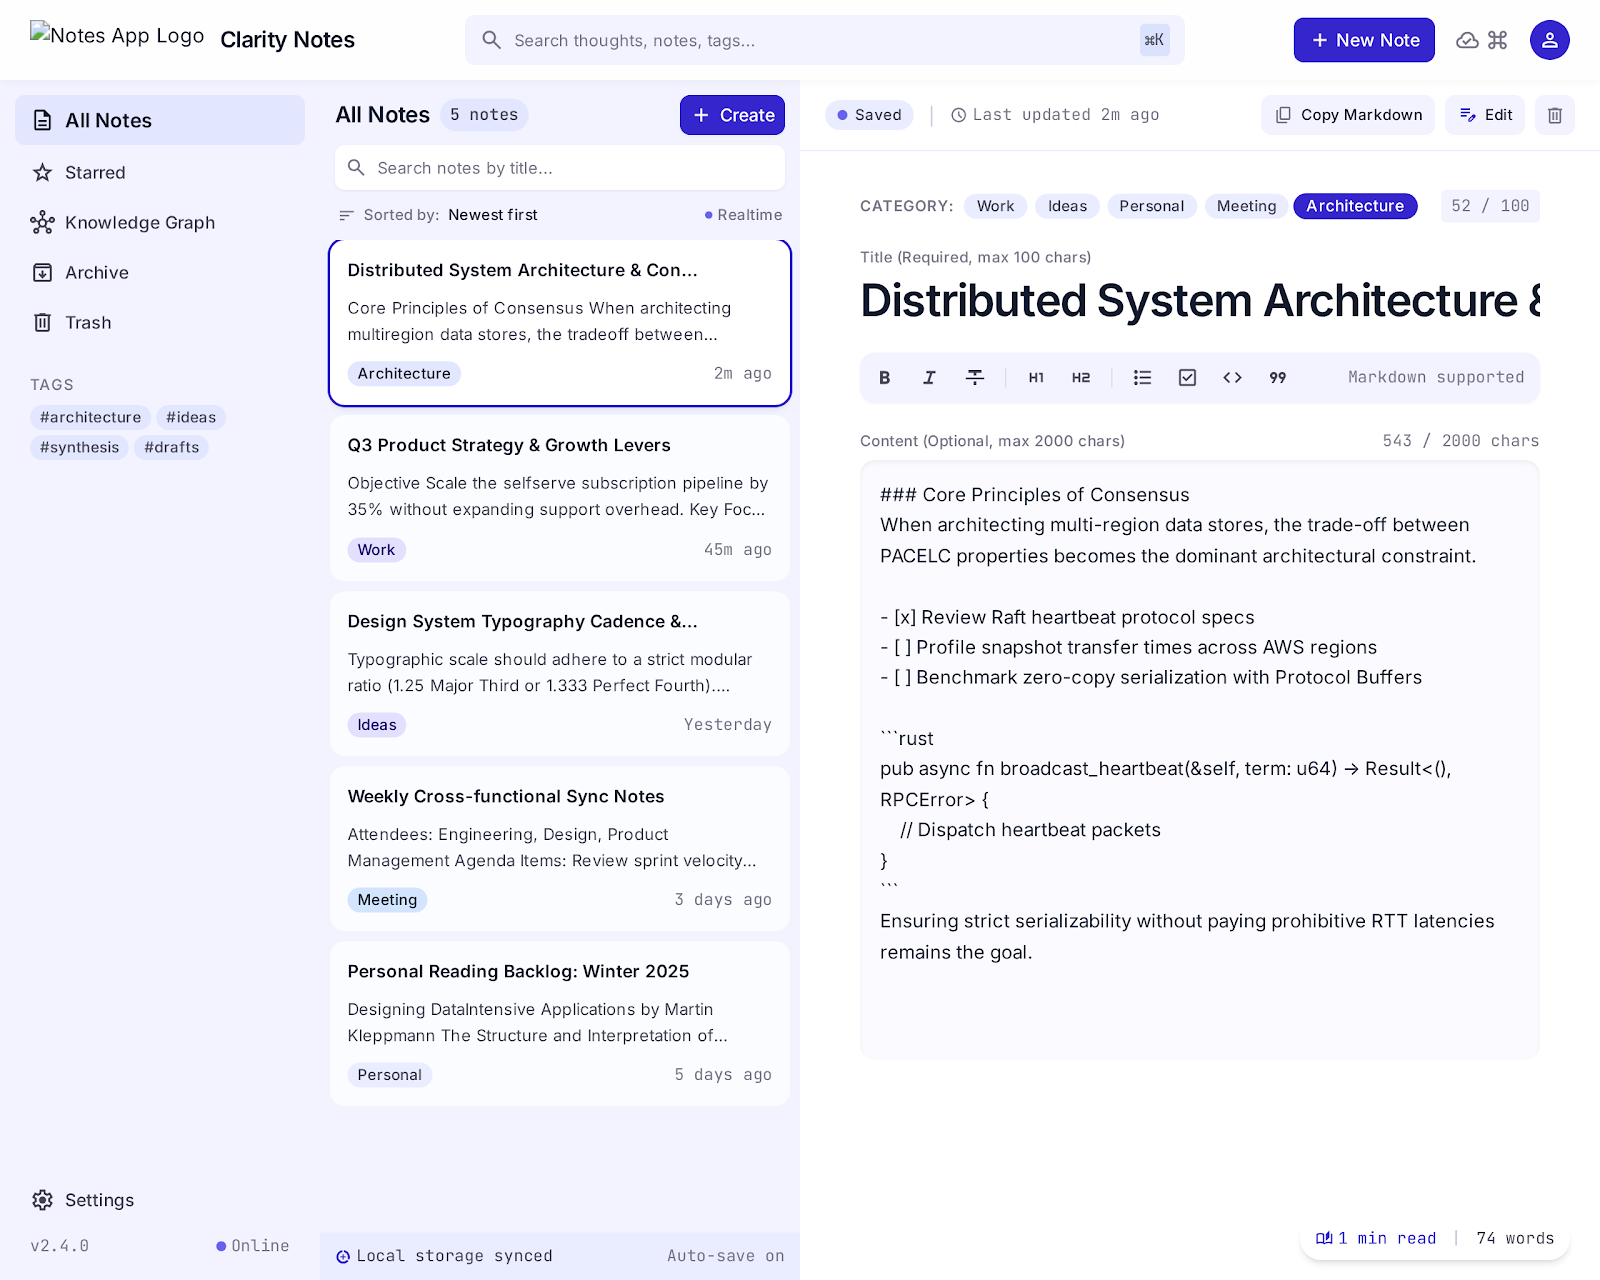 Notes App Logo
Clarity Notes
Search thoughts, notes, tags...
⌘K
+ New Note
All Notes
Starred
Knowledge Graph
Archive
Trash
TAGS
#architecture #ideas
#synthesis #drafts
Settings
v2.4.0 Online
All Notes 5 notes
+ Create
Search notes by title...
Sorted by: Newest first
Realtime
Distributed System Architecture & Con...
Core Principles of Consensus When architecting
multiregion data stores, the tradeoff between...
Architecture 2m ago
Q3 Product Strategy & Growth Levers
Objective Scale the selfserve subscription pipeline by
35% without expanding support overhead. Key Foc...
Work 45m ago
Design System Typography Cadence &...
Typographic scale should adhere to a strict modular
ratio (1.25 Major Third or 1.333 Perfect Fourth)....
Ideas Yesterday
Weekly Cross-functional Sync Notes
Attendees: Engineering, Design, Product
Management Agenda Items: Review sprint velocity...
Meeting 3 days ago
Personal Reading Backlog: Winter 2025
Designing DataIntensive Applications by Martin
Kleppmann The Structure and Interpretation of...
Personal 5 days ago
Local storage synced Auto-save on
Saved | Last updated 2m ago
Copy Markdown
Edit
CATEGORY: Work Ideas Personal Meeting Architecture 52 / 100
Title (Required, max 100 chars)
Distributed System Architecture &
B I T H1 H2 <> 99 Markdown supported
Content (Optional, max 2000 chars) 543 / 2000 chars
### Core Principles of Consensus
When architecting multi-region data stores, the trade-off between
PACELC properties becomes the dominant architectural constraint.
- [x] Review Raft heartbeat protocol specs
- [ ] Profile snapshot transfer times across AWS regions
- [ ] Benchmark zero-copy serialization with Protocol Buffers
```rust
pub async fn broadcast_heartbeat(&self, term: u64) -> Result<(),
RPCError> {
// Dispatch heartbeat packets
}
```
Ensuring strict serializability without paying prohibitive RTT latencies
remains the goal.
1 min read | 74 words